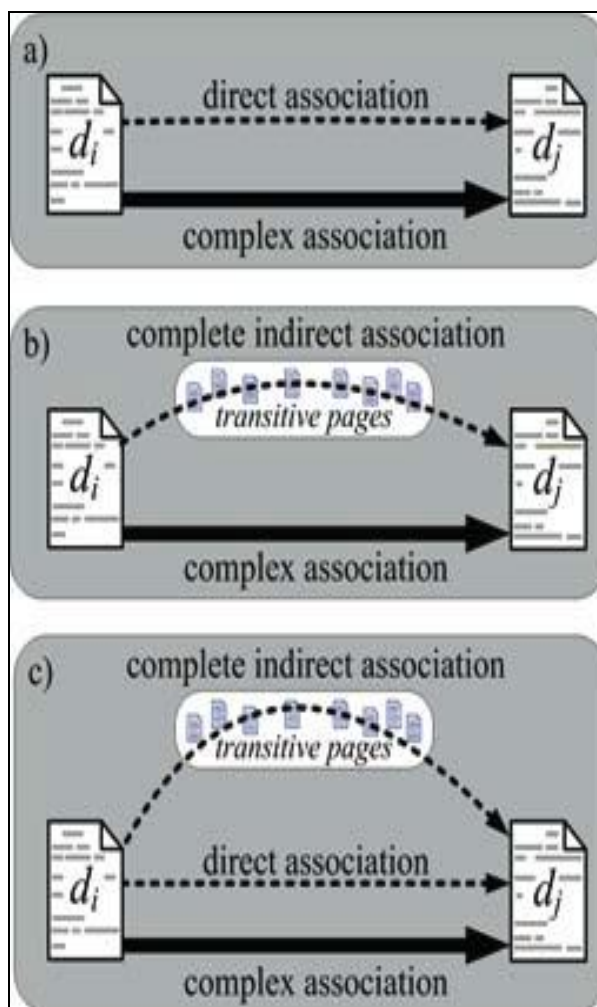 a)
direct association
d_i
d_j
complex association
b)
complete indirect association
transitive pages
d_i
d_j
complex association
c)
complete indirect association
transitive pages
direct association
d_i
d_j
complex association